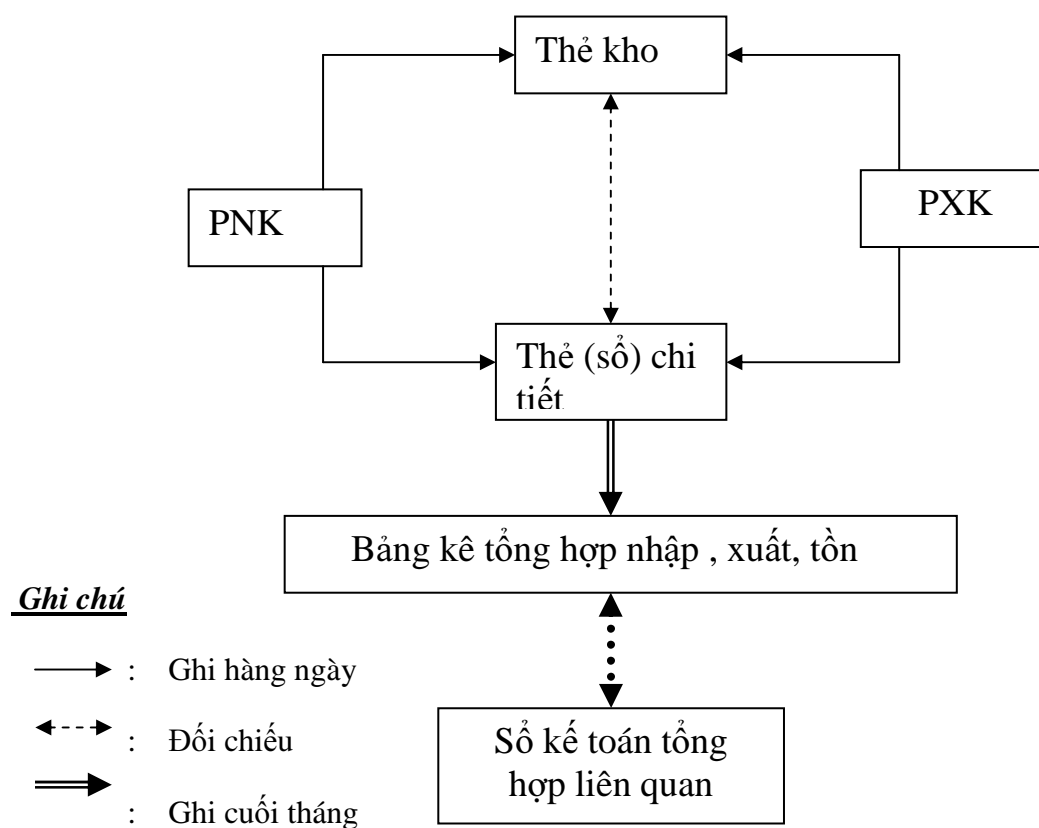 Thẻ kho
PNK
PXK
Thẻ (sổ) chi
tiết
Bảng kê tổng hợp nhập , xuất, tồn
Ghi chú
: Ghi hàng ngày
: Đối chiếu
: Ghi cuối tháng
Sổ kế toán tổng
hợp liên quan